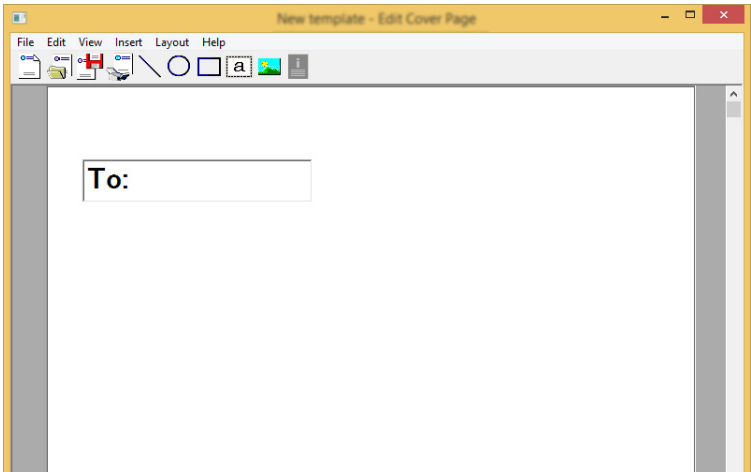 New template - Edit Cover Page
File Edit View Insert Layout Help
a
i
To: